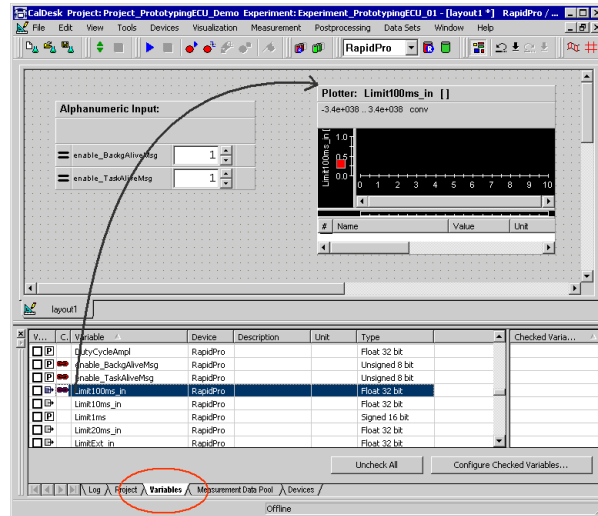 CalDesk Project: Project_PrototypingECU_Demo Experiment: Experiment_PrototypingECU_01 - [layout1 *] RapidPro / ...
File Edit View Tools Devices Visualization Measurement Postprocessing Data Sets Window Help
RapidPro
Alphanumeric Input:
enable_BackgAliveMsg 1
enable_TaskAliveMsg 1
Plotter: Limit100ms_in []
-3.4e+038 .. 3.4e+038 conv
Limit100ms_in [
1.0
0.5
0.0
0 1 2 3 4 5 6 7 8 9 10
# Name Value Unit
layout1
V... C. Variable Device Description Unit Type Checked Varia...
P DutyCycleAmpl RapidPro Float 32 bit
P enable_BackgAliveMsg RapidPro Unsigned 8 bit
P enable_TaskAliveMsg RapidPro Unsigned 8 bit
Limit100ms_in RapidPro Float 32 bit
Limit10ms_in RapidPro Float 32 bit
P Limit1ms RapidPro Signed 16 bit
Limit20ms_in RapidPro Float 32 bit
LimitExt_in RapidPro Float 32 bit
Uncheck All Configure Checked Variables...
Log Project Variables Measurement Data Pool Devices
Offline